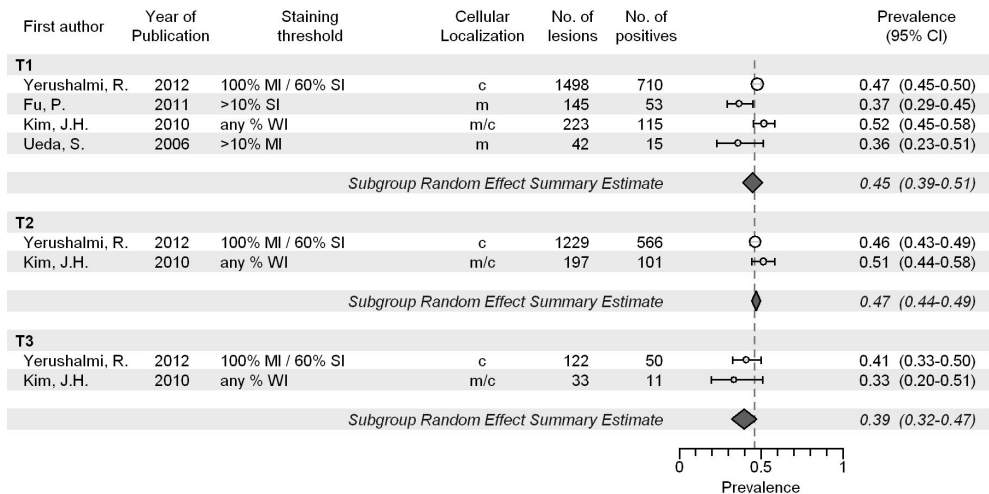 First author Year of Publication Staining threshold Cellular Localization No. of lesions No. of positives Prevalence (95% CI)
T1
Yerushalmi, R. 2012 100% MI / 60% SI c 1498 710 0.47 (0.45-0.50)
Fu, P. 2011 >10% SI m 145 53 0.37 (0.29-0.45)
Kim, J.H. 2010 any % WI m/c 223 115 0.52 (0.45-0.58)
Ueda, S. 2006 >10% MI m 42 15 0.36 (0.23-0.51)
Subgroup Random Effect Summary Estimate 0.45 (0.39-0.51)
T2
Yerushalmi, R. 2012 100% MI / 60% SI c 1229 566 0.46 (0.43-0.49)
Kim, J.H. 2010 any % WI m/c 197 101 0.51 (0.44-0.58)
Subgroup Random Effect Summary Estimate 0.47 (0.44-0.49)
T3
Yerushalmi, R. 2012 100% MI / 60% SI c 122 50 0.41 (0.33-0.50)
Kim, J.H. 2010 any % WI m/c 33 11 0.33 (0.20-0.51)
Subgroup Random Effect Summary Estimate 0.39 (0.32-0.47)
0 0.5 1
Prevalence